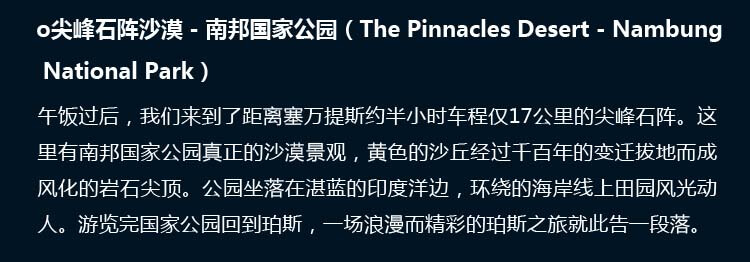 o尖峰石阵沙漠 - 南邦国家公园（The Pinnacles Desert - Nambung
National Park）
午饭过后，我们来到了距离塞万提斯约半小时车程仅17公里的尖峰石阵。这
里有南邦国家公园真正的沙漠景观，黄色的沙丘经过千百年的变迁拔地而成
风化的岩石尖顶。公园坐落在湛蓝的印度洋边，环绕的海岸线上田园风光动
人。游览完国家公园回到珀斯，一场浪漫而精彩的珀斯之旅就此告一段落。